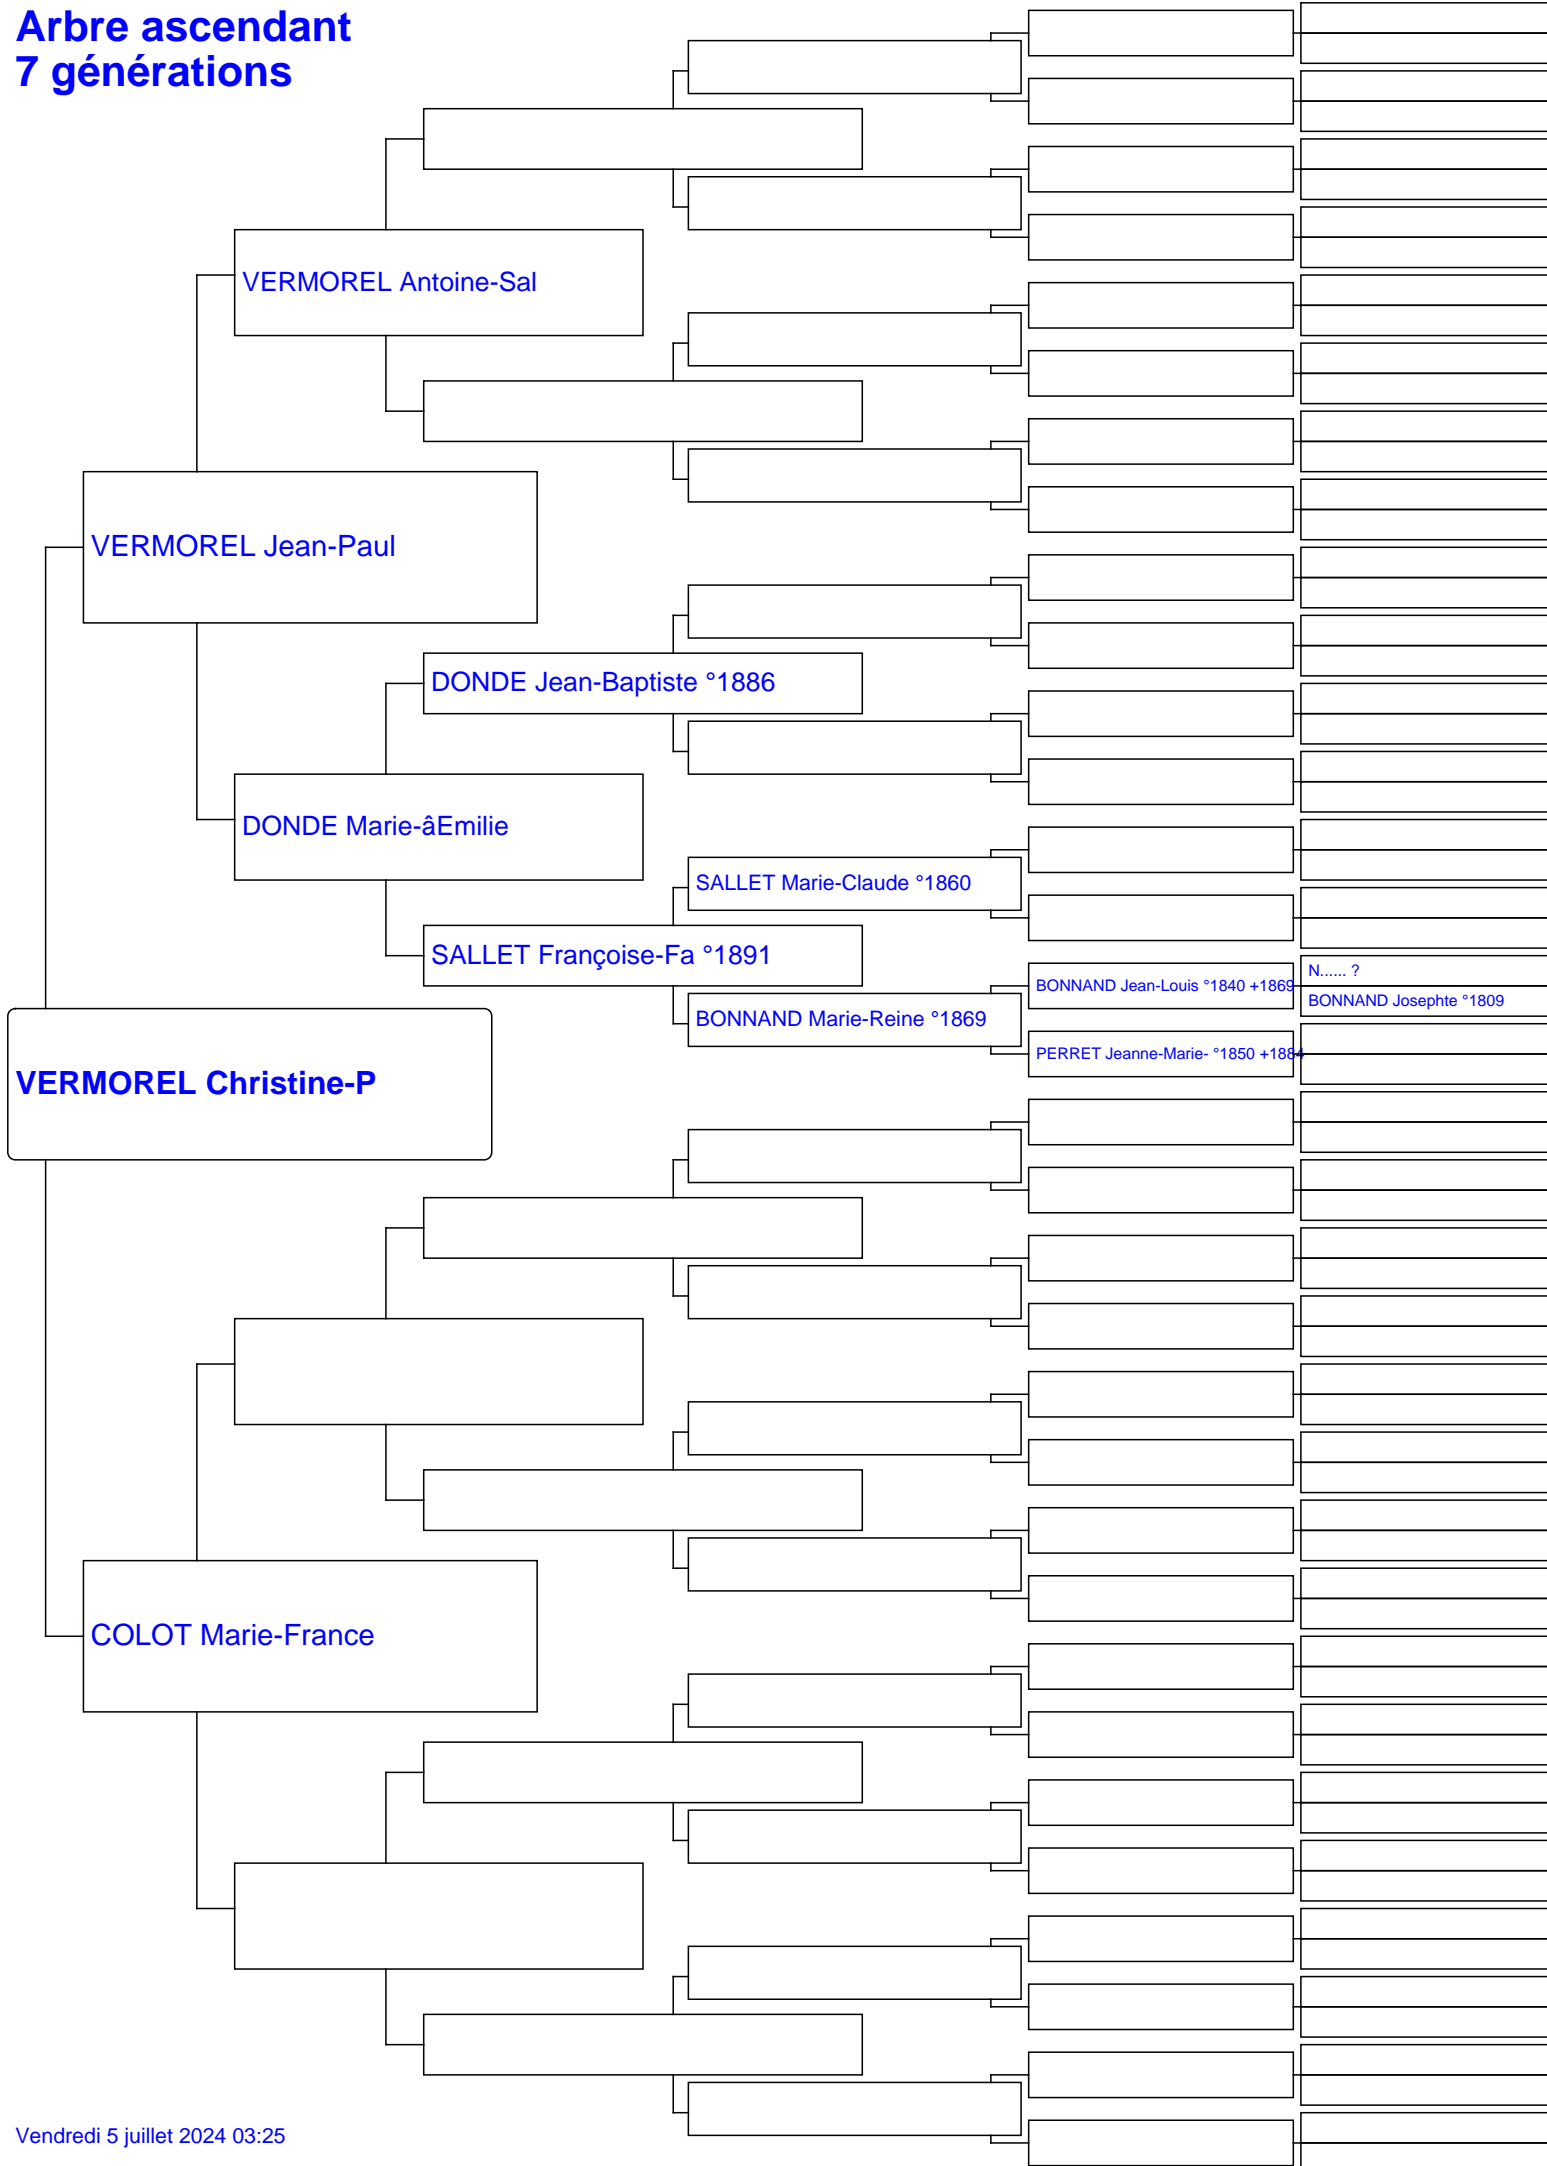 Arbre ascendant
7 générations
VERMOREL Antoine-Sal
VERMOREL Jean-Paul
DONDE Jean-Baptiste °1886
DONDE Marie-âEmilie
SALLET Marie-Claude °1860
SALLET Françoise-Fa °1891
N...... ?
BONNAND Jean-Louis °1840 +1869
BONNAND Josephte °1809
BONNAND Marie-Reine °1869
PERRET Jeanne-Marie- °1850 +1884
VERMOREL Christine-P
COLOT Marie-France
Vendredi 5 juillet 2024 03:25